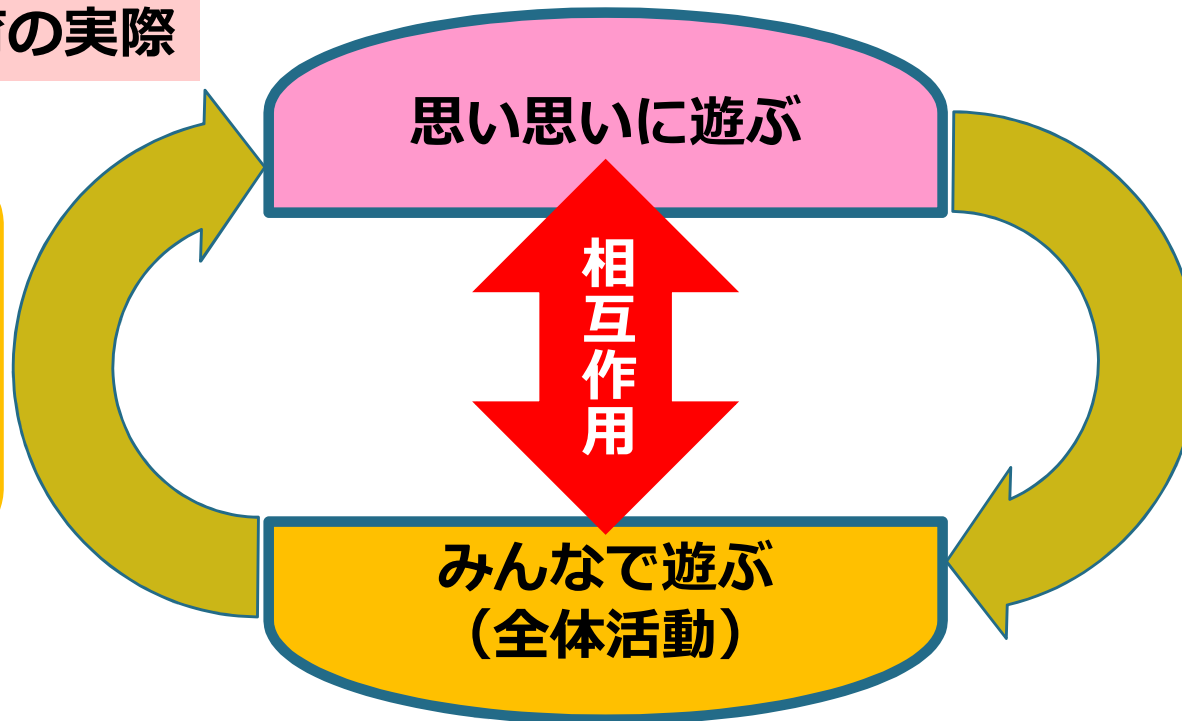 の実際
思い思いに遊ぶ
相互作用
みんなで遊ぶ
（全体活動）